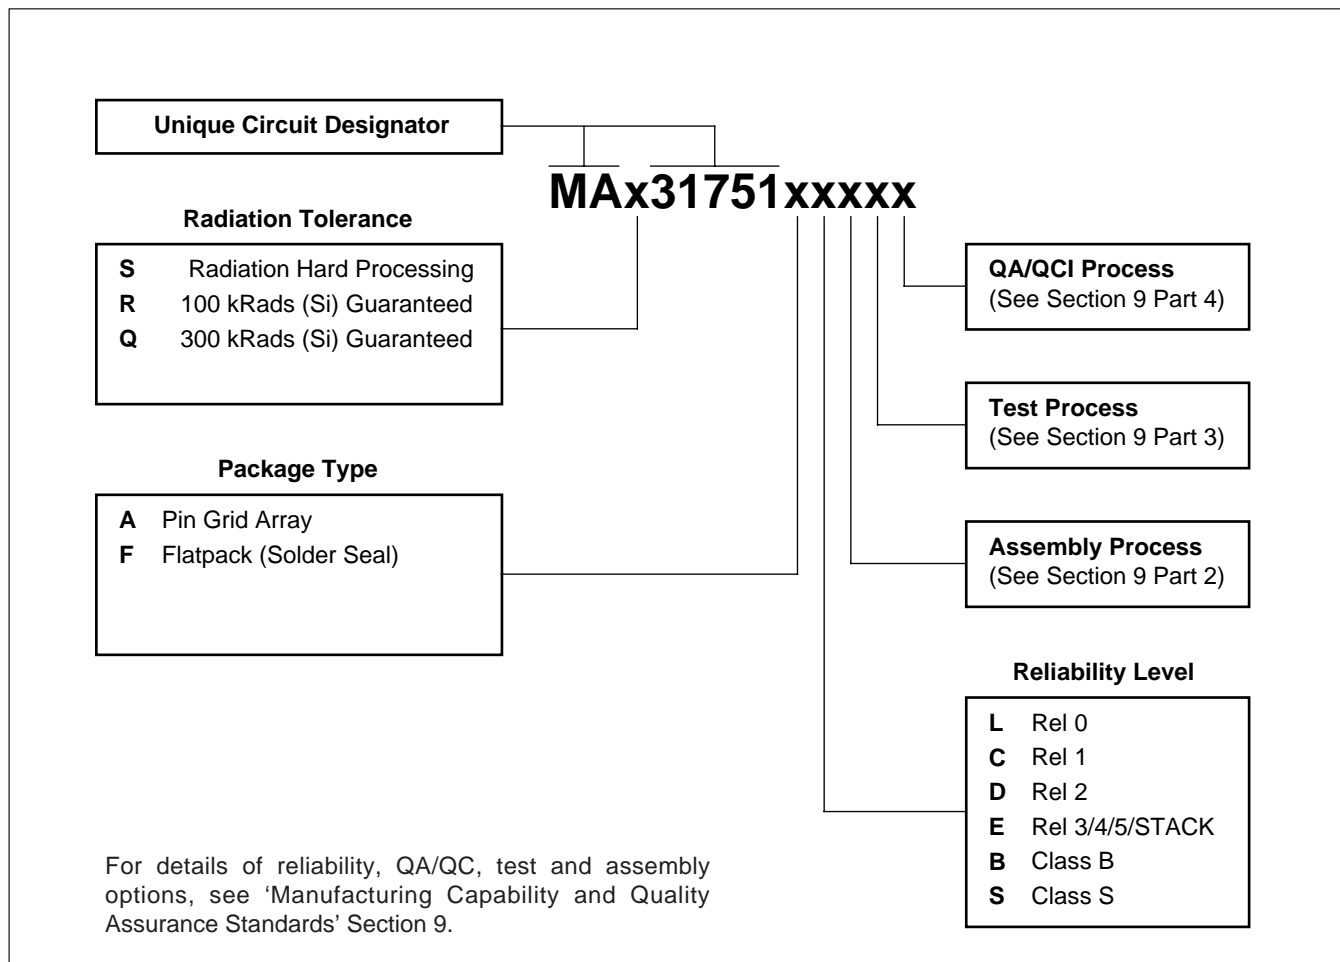 Unique Circuit Designator
MAx31751xxxxx
Radiation Tolerance
S Radiation Hard Processing
R 100 kRads (Si) Guaranteed
Q 300 kRads (Si) Guaranteed
Package Type
A Pin Grid Array
F Flatpack (Solder Seal)
QA/QCI Process
(See Section 9 Part 4)
Test Process
(See Section 9 Part 3)
Assembly Process
(See Section 9 Part 2)
Reliability Level
L Rel 0
C Rel 1
D Rel 2
E Rel 3/4/5/STACK
B Class B
S Class S
For details of reliability, QA/QC, test and assembly
options, see ‘Manufacturing Capability and Quality
Assurance Standards’ Section 9.